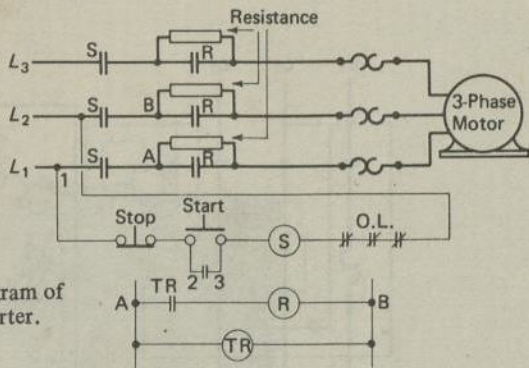 Resistance
S
R
L3
S
B
R
L2
3-Phase
Motor
S
A
R
L1
1
Stop
Start
S
O.L.
2 3
TR
A
R
B
TR
ram of
rter.